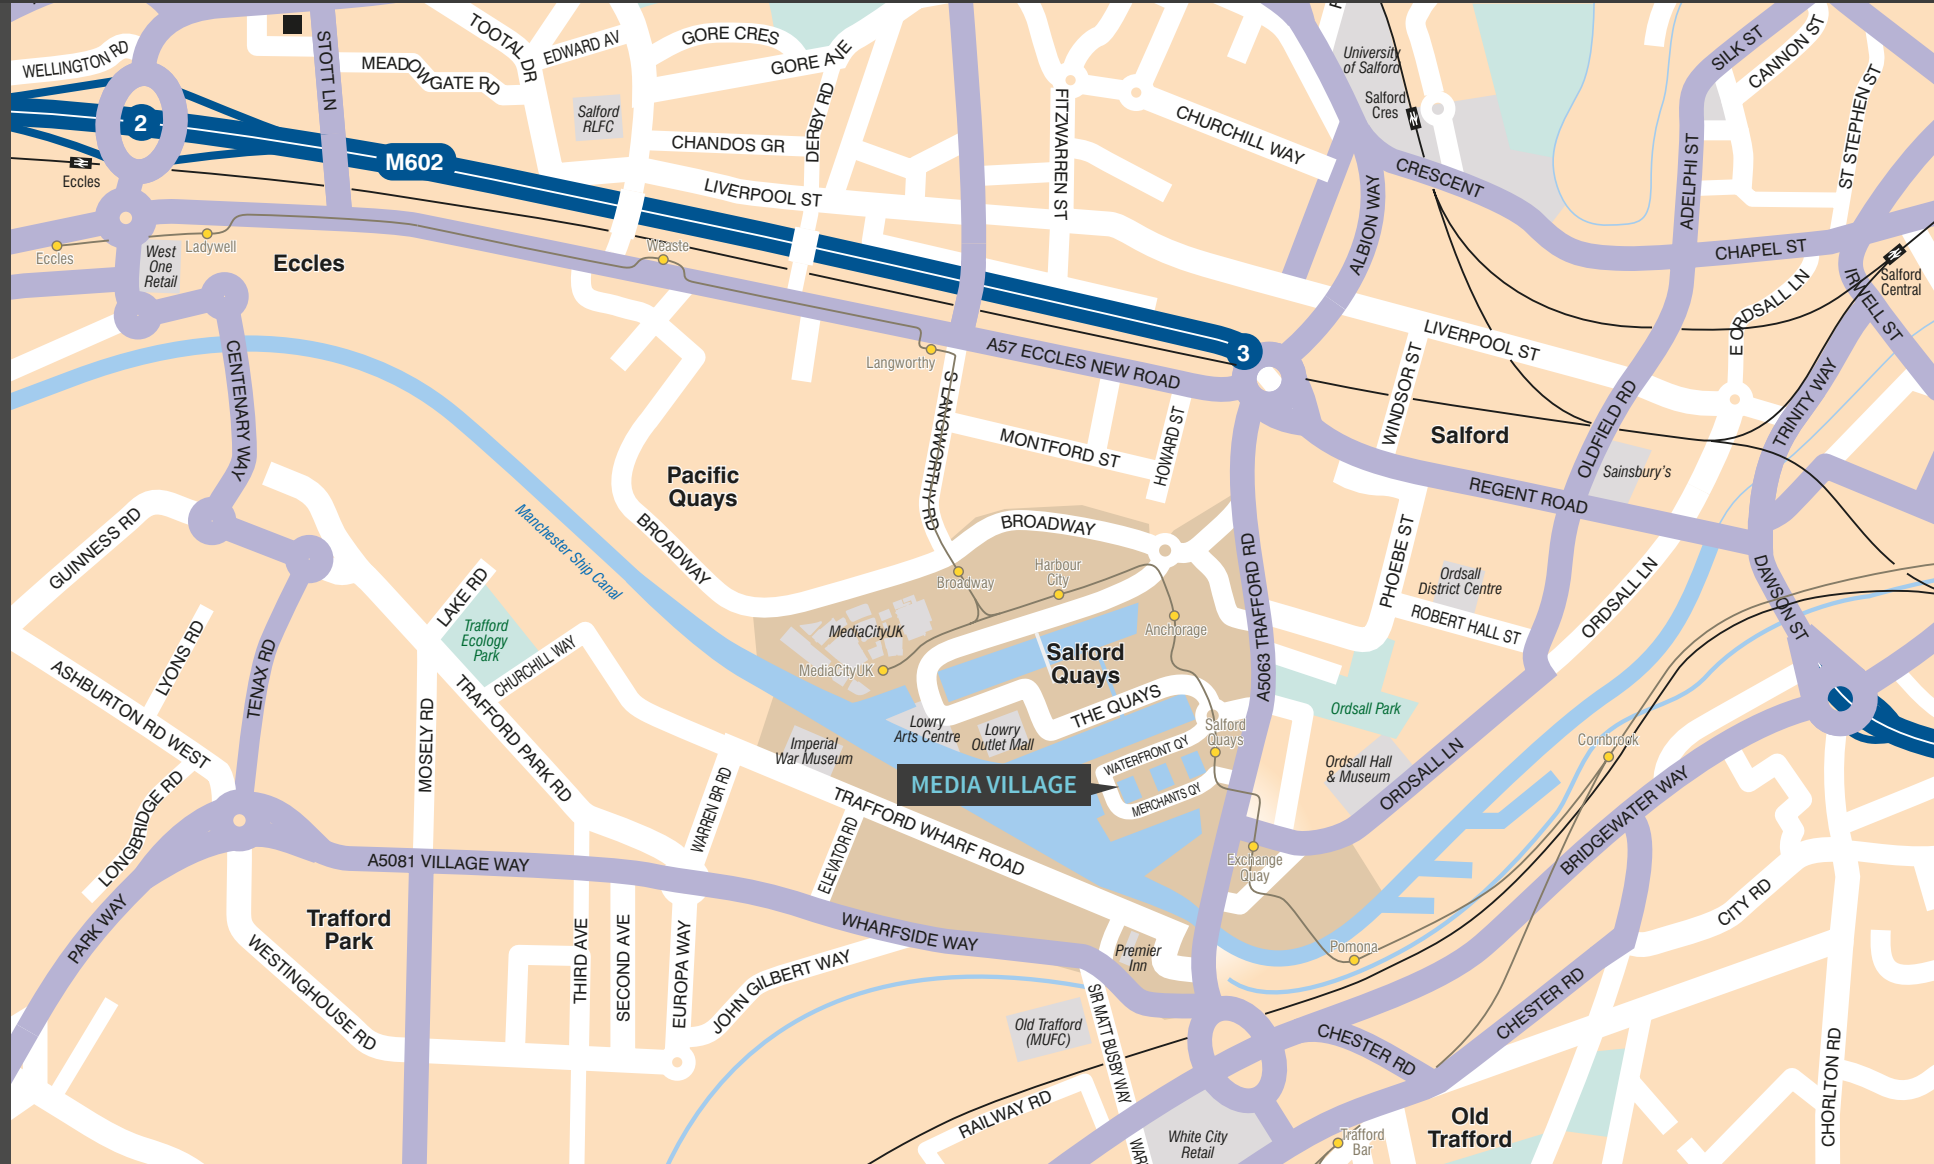 WELLINGTON RD
2
Eccles
Eccles
Ladywell
West
One
Retail
STOTT LN
MEADOWGATE RD
TOOTAL DR
EDWARD AV
GORE CRES
GORE AVE
Salford
RLFC
CHANDOS GR
DERBY RD
M602
LIVERPOOL ST
Eccles
Weaste
FITZWARREN ST
CHURCHILL WAY
University
of Salford
Salford
Cres
CRESCENT
ALBION WAY
SILK ST
CANNON ST
ST STEPHEN ST
ADELPHI ST
CHAPEL ST
Salford
Central
IRWELL ST
E ORDSALL LN
LIVERPOOL ST
TRINITY WAY
3
A57 ECCLES NEW ROAD
Langworthy
S LANGWORTHY RD
MONTFORD ST
HOWARD ST
WINDSOR ST
Salford
OLDFIELD RD
Sainsbury's
REGENT ROAD
CENTENARY WAY
Pacific
Quays
Manchester Ship Canal
BROADWAY
BROADWAY
Broadway
Harbour
City
Anchorage
A5063 TRAFFORD RD
PHOEBE ST
Ordsall
District Centre
ROBERT HALL ST
ORDSALL LN
DAWSON ST
GUINNESS RD
LAKE RD
Trafford
Ecology
Park
CHURCHILL WAY
LYONS RD
TENAX RD
ASHBURTON RD WEST
TRAFFORD PARK RD
MOSELY RD
MediaCityUK
MediaCityUK
Salford
Quays
THE QUAYS
Lowry
Arts Centre
Lowry
Outlet Mall
Salford
Quays
Imperial
War Museum
MEDIA VILLAGE
WATERFRONT QY
MERCHANTS QY
Ordsall Park
Ordsall Hall
& Museum
ORDSALL LN
Cornbrook
BRIDGEWATER WAY
LONGBRIDGE RD
PARK WAY
A5081 VILLAGE WAY
WARREN BR RD
ELEVATOR RD
TRAFFORD WHARF ROAD
WHARFSIDE WAY
Exchange
Quay
Pomona
CITY RD
Trafford
Park
WESTINGHOUSE RD
THIRD AVE
SECOND AVE
EUROPA WAY
JOHN GILBERT WAY
Premier
Inn
SIR MATT BUSBY WAY
Old Trafford
(MUFC)
RAILWAY RD
WAR
White City
Retail
CHESTER RD
CHESTER RD
Old
Trafford
Trafford
Bar
CHORLTON RD